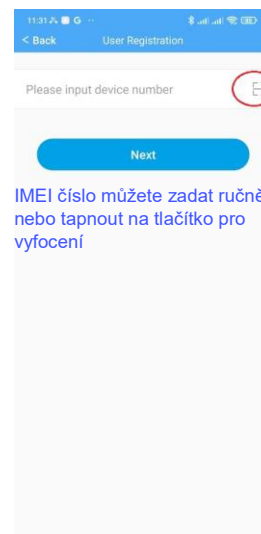 11:31
< Back User Registration
Please input device number
Next
IMEI číslo můžete zadat ručně
nebo tapnout na tlačítko pro
vyfocení